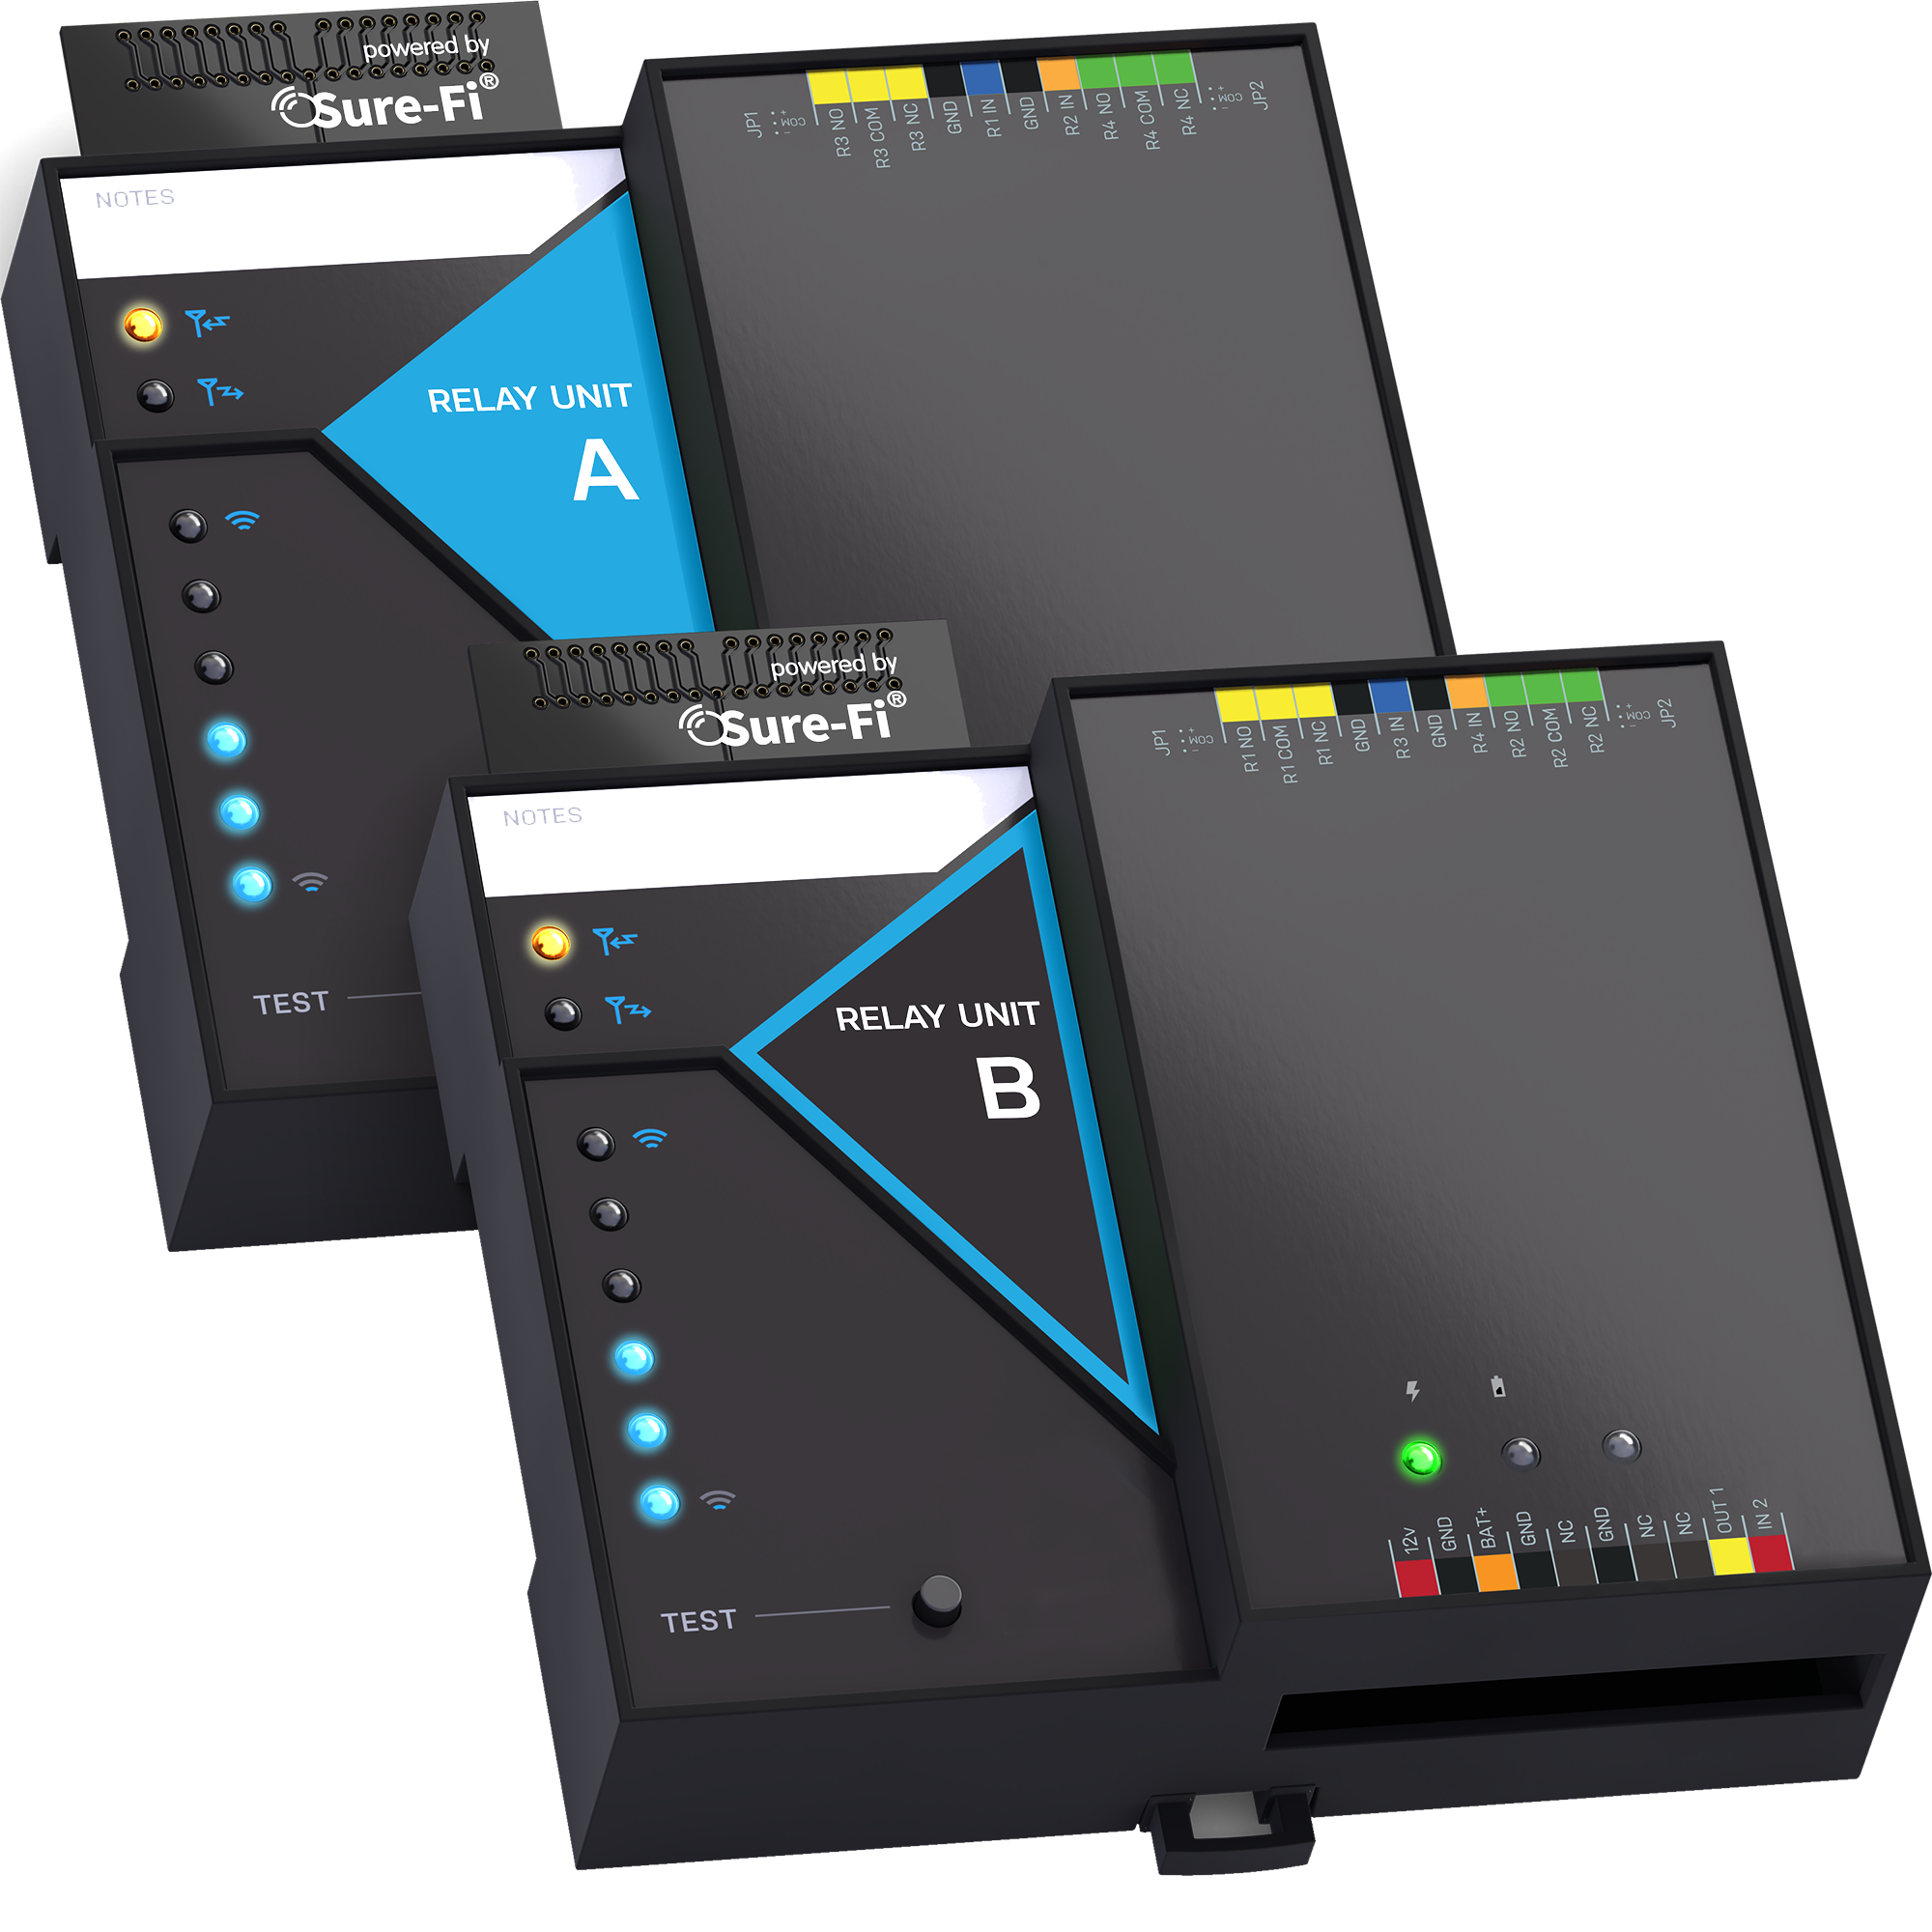 powered by
Sure-Fi®
NOTES
RELAY UNIT
A
TEST
JP1
- COM +
R3 NO
R3 COM
R3 NC
GND
R1 IN
GND
R2 IN
R4 NO
R4 COM
R4 NC
- COM +
JP2
powered by
Sure-Fi®
NOTES
RELAY UNIT
B
TEST
JP1
- COM +
R1 NO
R1 COM
R1 NC
GND
R3 IN
GND
R4 IN
R2 NO
R2 COM
R2 NC
- COM +
JP2
12v
GND
BAT+
GND
NC
GND
NC
NC
OUT 1
IN 2